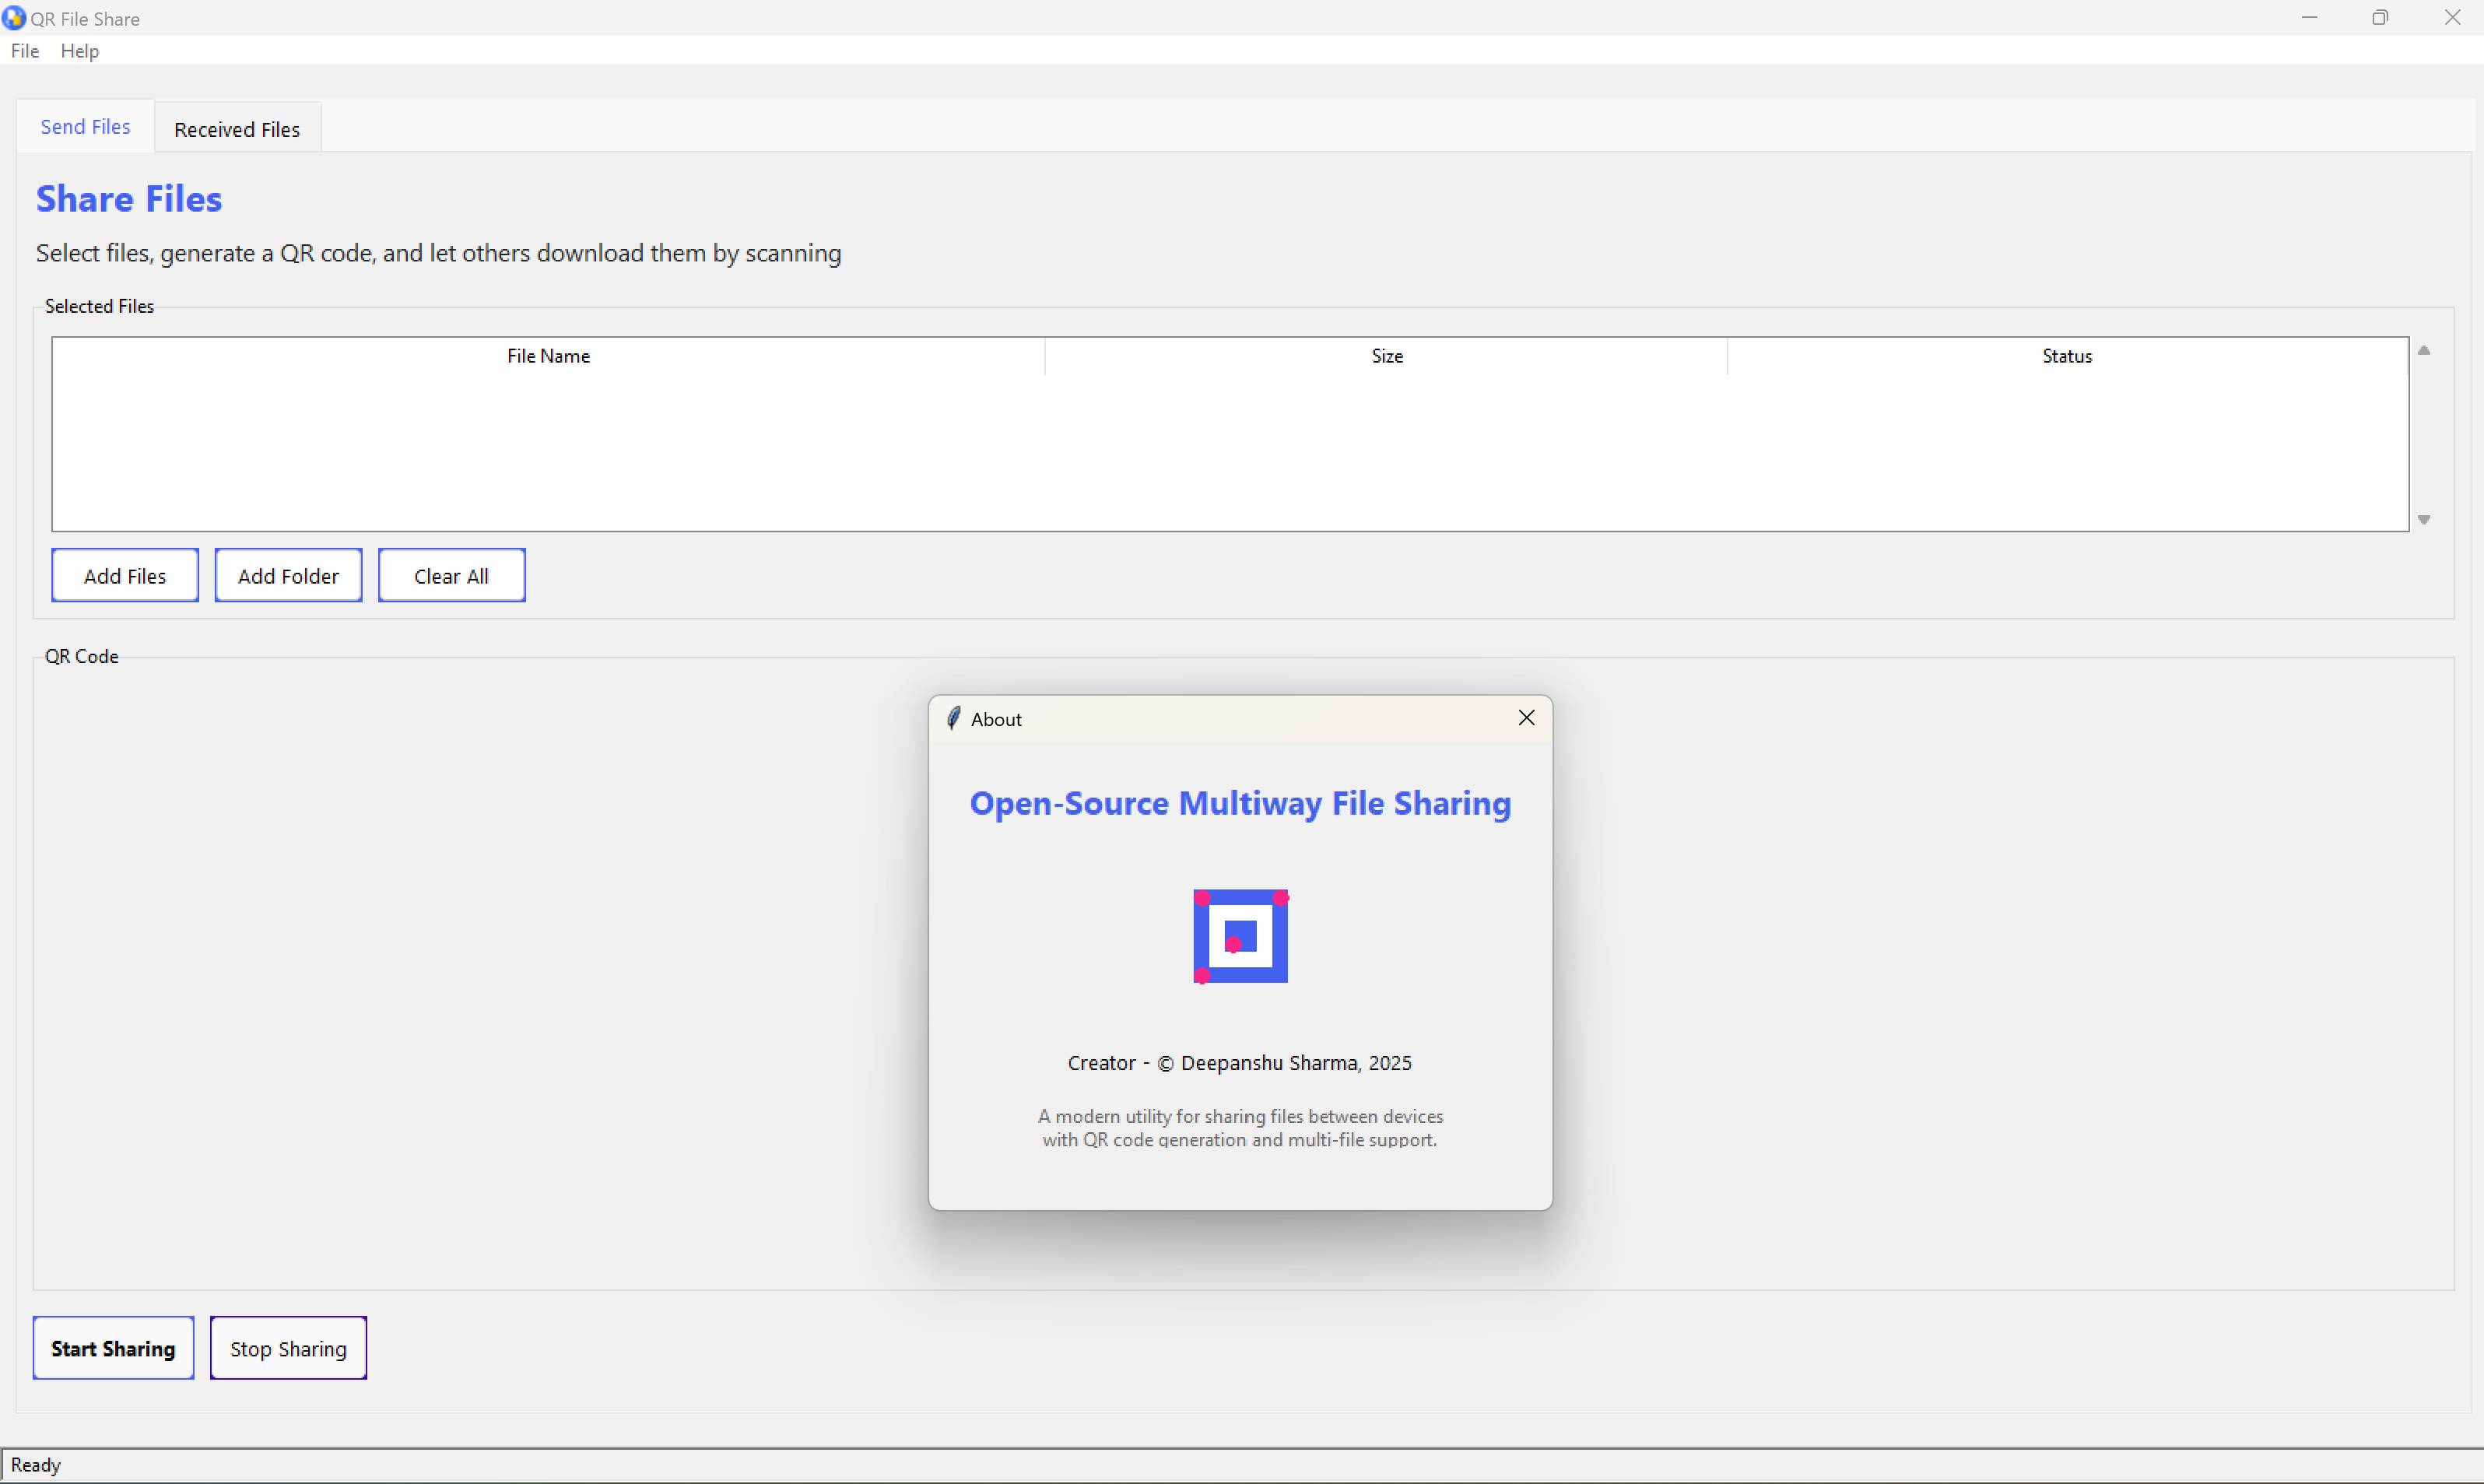 QR File Share
File Help
Send Files Received Files
Share Files
Select files, generate a QR code, and let others download them by scanning
Selected Files
File Name Size Status
Add Files Add Folder Clear All
QR Code
About
Open-Source Multiway File Sharing
Creator - © Deepanshu Sharma, 2025
A modern utility for sharing files between devices
with QR code generation and multi-file support.
Start Sharing Stop Sharing
Ready